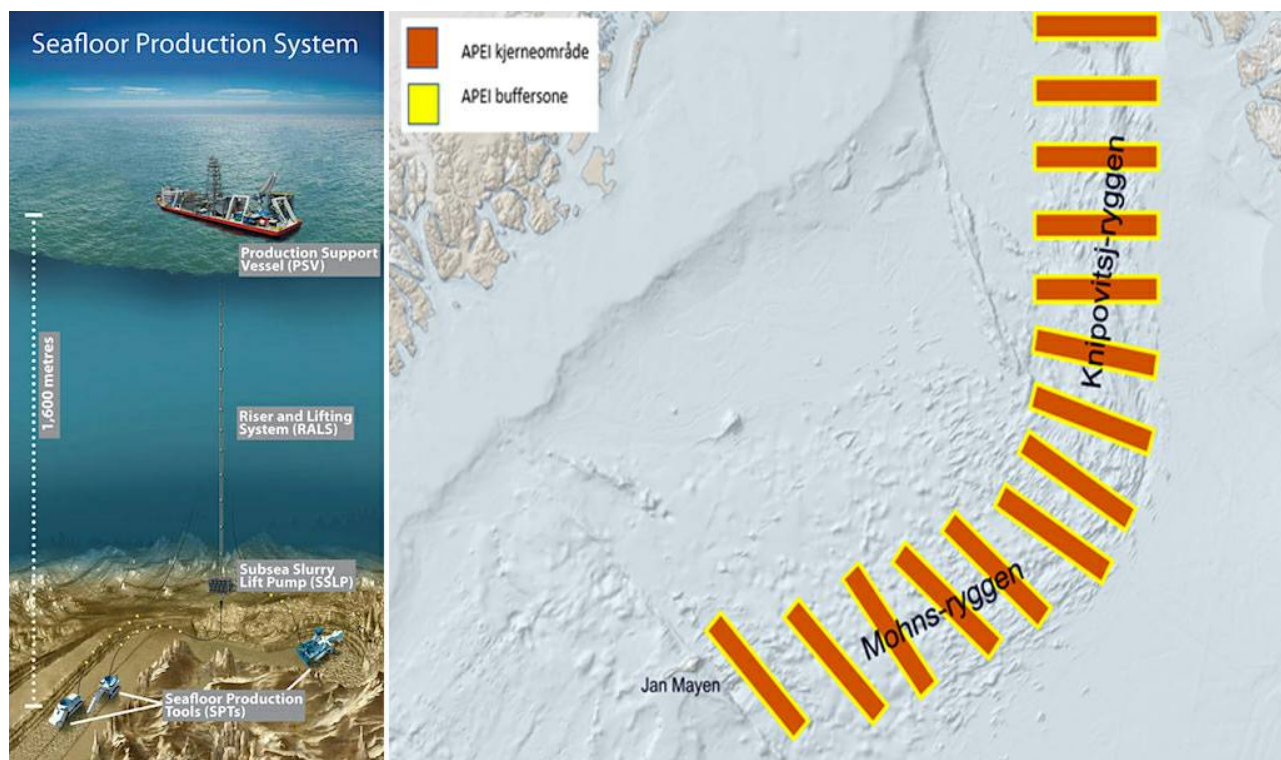 Seafloor Production System
Production Support
Vessel (PSV)
1,600 metres
Riser and Lifting
System (RALS)
Subsea Slurry
Lift Pump (SSLP)
Seafloor Production
Tools (SPTs)
APEI kjerneområde
APEI buffersone
Knipovitsj-ryggen
Mohns-ryggen
Jan Mayen